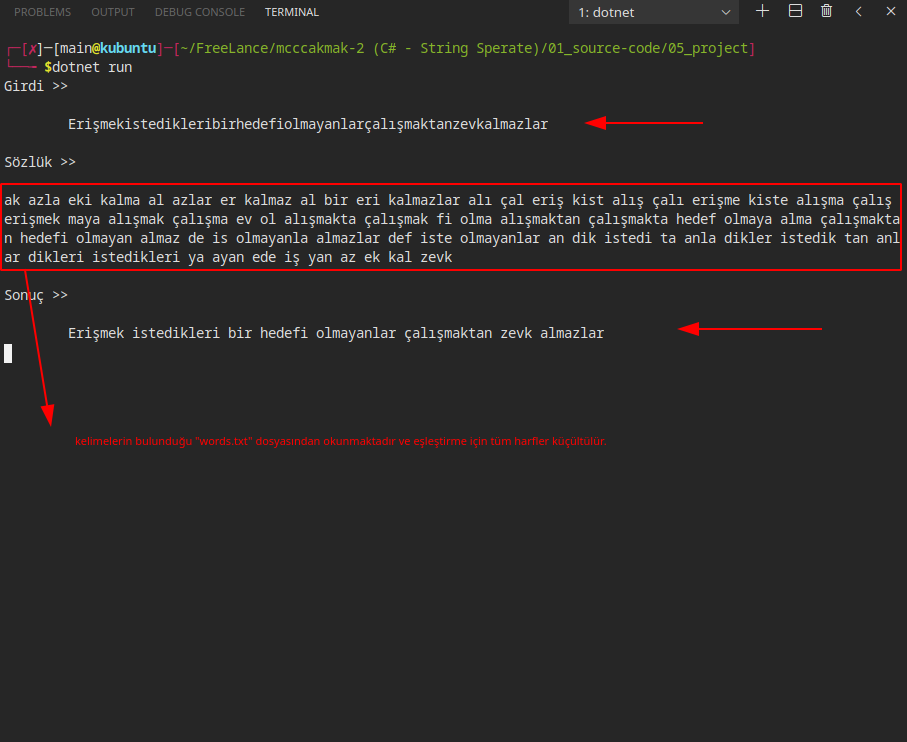 PROBLEMS OUTPUT DEBUG CONSOLE TERMINAL 1: dotnet
┌─[✗]─[main@kubuntu]─[~/FreeLance/mcccakmak-2 (C# - String Sperate)/01_source-code/05_project]
└──╼ $dotnet run
Girdi >>
Erişmekistedikleribirhedefiolmayanlarçalışmaktanzevkalmazlar
Sözlük >>
ak azla eki kalma al azlar er kalmaz al bir eri kalmazlar alı çal eriş kist alış çalı erişme kiste alışma çalış
erişmek maya alışmak çalışma ev ol alışmakta çalışmak fi olma alışmaktan çalışmakta hedef olmaya alma çalışmakta
n hedefi olmayan almaz de is olmayanla almazlar def iste olmayanlar an dik istedi ta anla dikler istedik tan anl
ar dikleri istedikleri ya ayan ede iş yan az ek kal zevk
Sonuç >>
Erişmek istedikleri bir hedefi olmayanlar çalışmaktan zevk almazlar
kelimelerin bulunduğu "words.txt" dosyasından okunmaktadır ve eşleştirme için tüm harfler küçültülür.